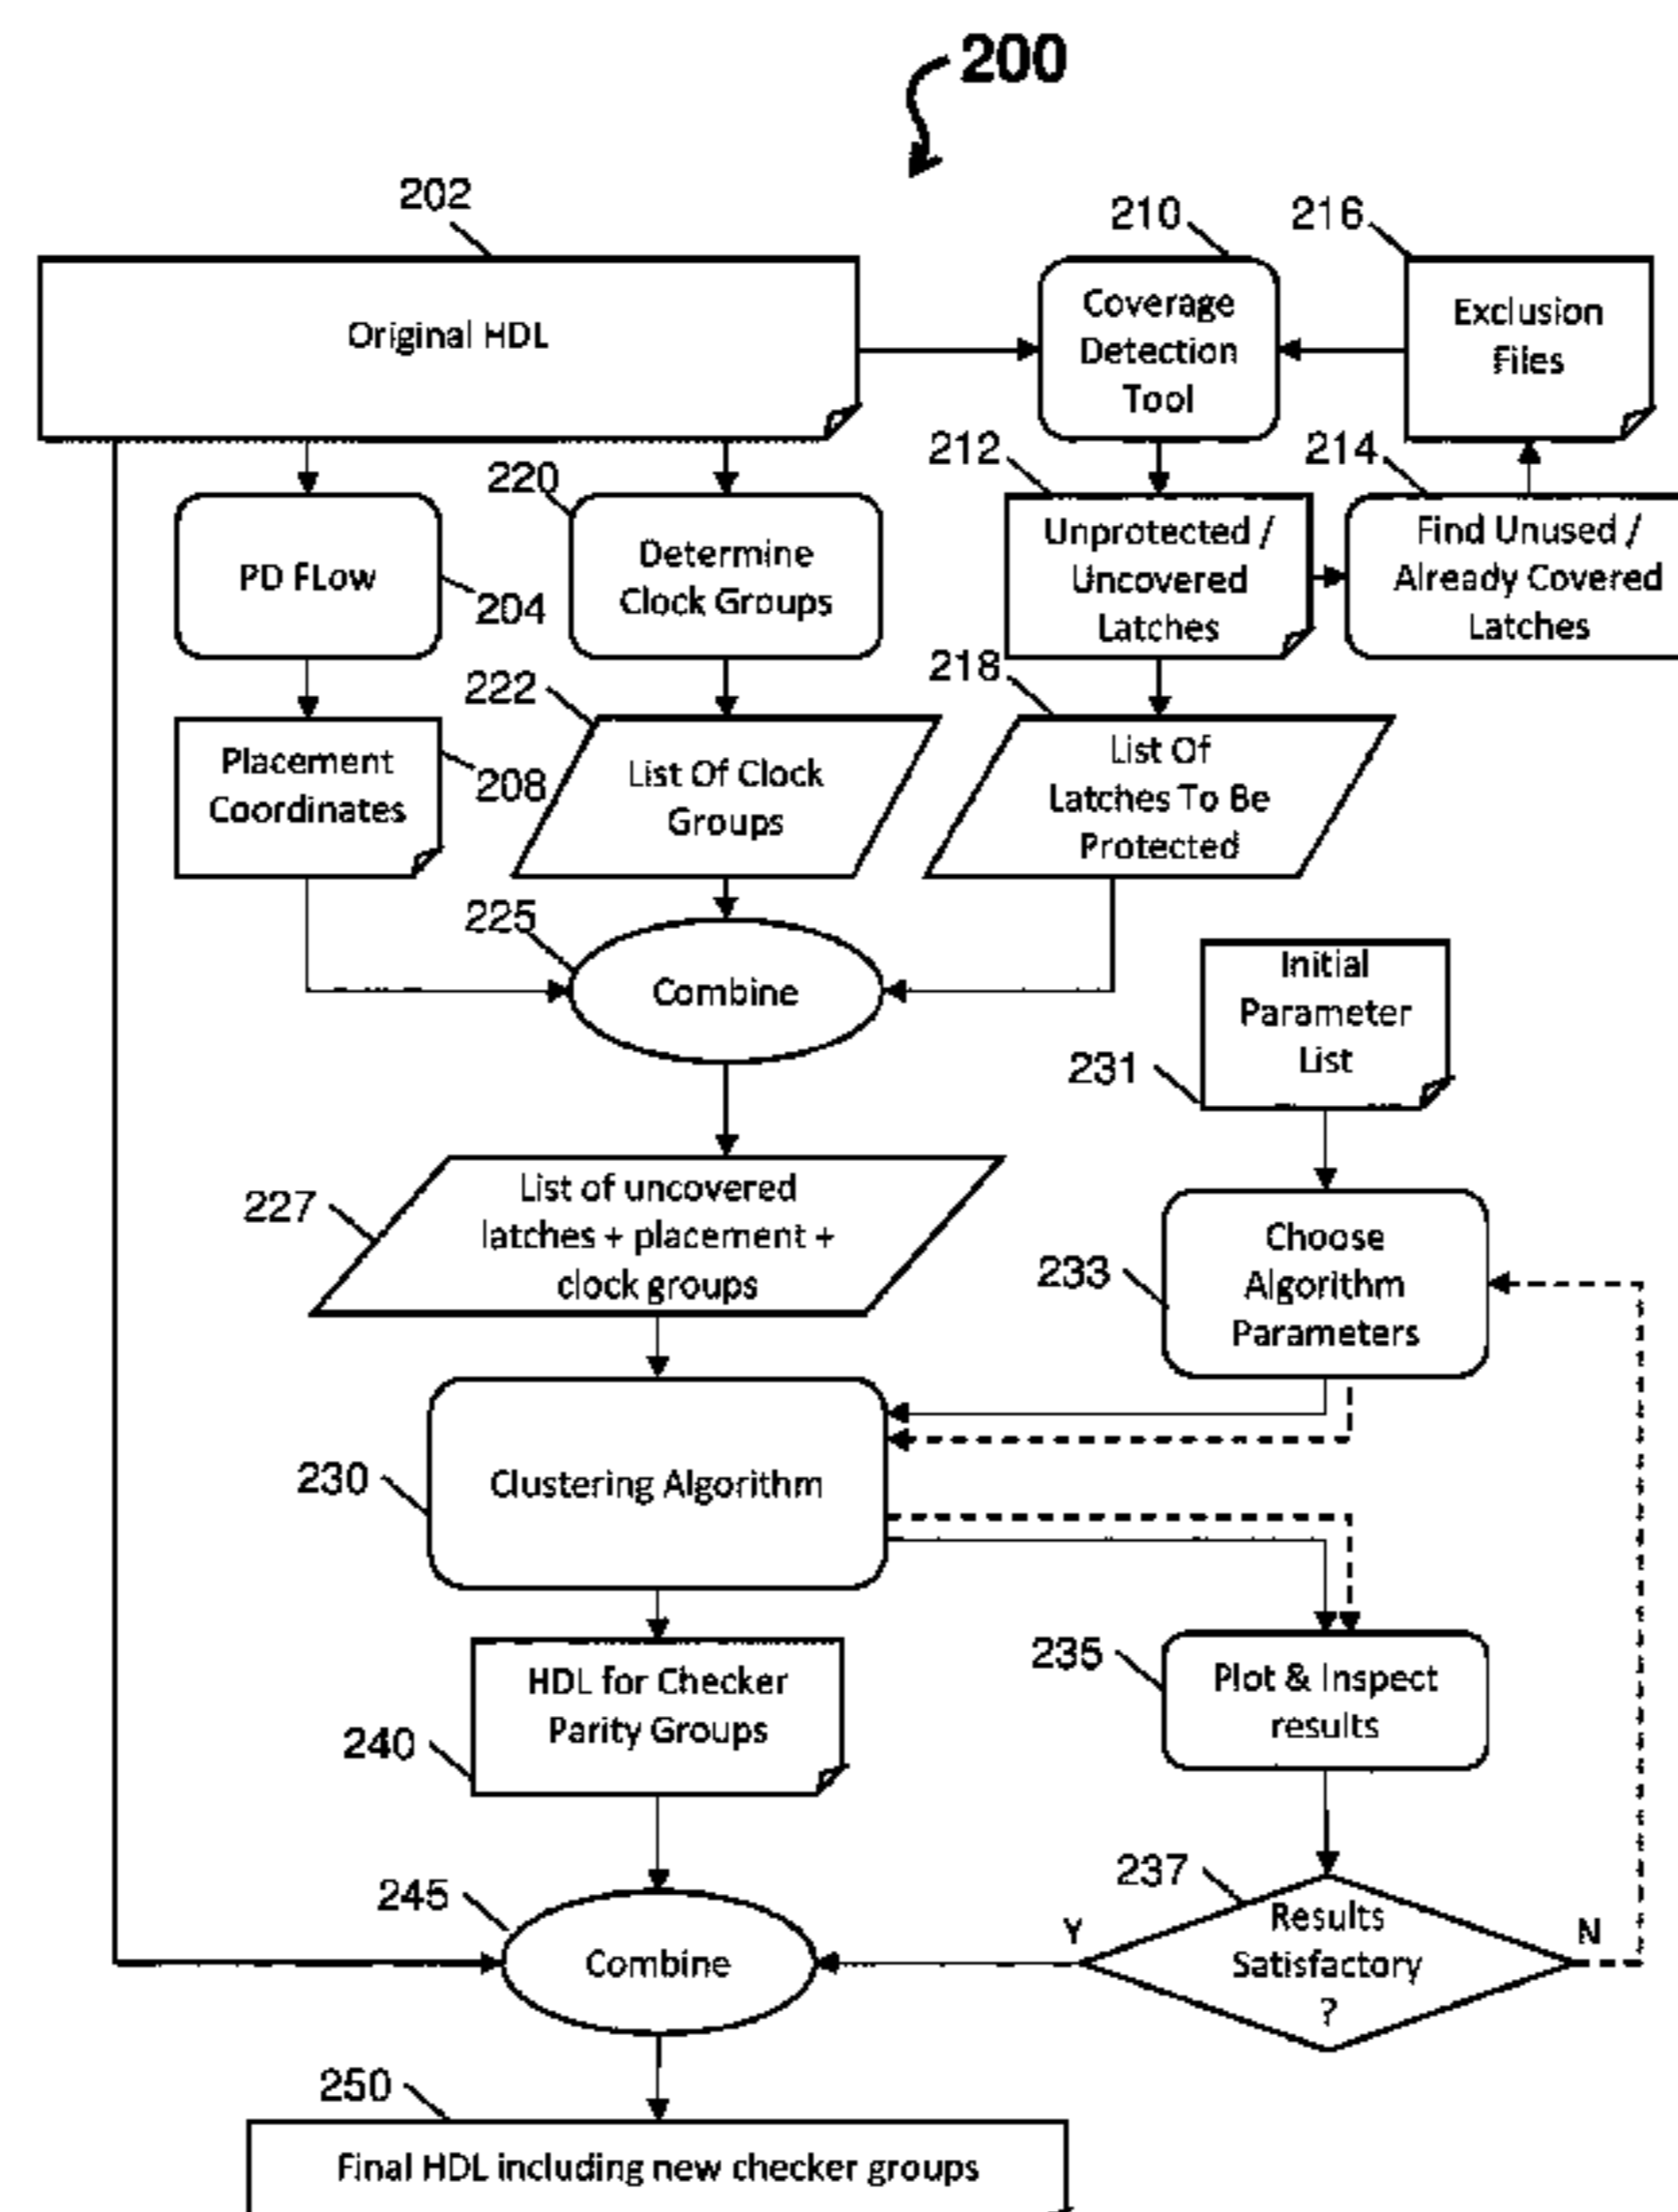 200
202
210
216
Original HDL
Coverage
Detection
Tool
Exclusion
Files
220
212
214
PD FLow
204
Determine
Clock Groups
Unprotected /
Uncovered
Latches
Find Unused /
Already Covered
Latches
222
218
Placement
Coordinates
208
List Of Clock
Groups
List Of
Latches To Be
Protected
225
Combine
Initial
Parameter
List
231
227
List of uncovered
latches + placement +
clock groups
233
Choose
Algorithm
Parameters
230
Clustering Algorithm
235
Plot & Inspect
results
HDL for Checker
Parity Groups
240
237
245
Combine
Y
Results
Satisfactory
?
N
250
Final HDL including new checker groups